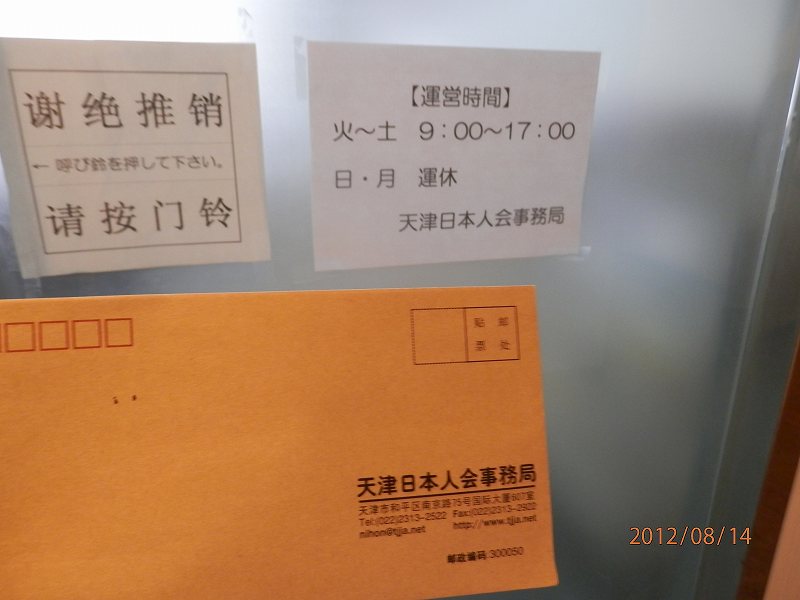 谢绝推销
← 呼び鈴を押して下さい。
请按门铃
【運営時間】
火～土 9：00～17：00
日・月 運休
天津日本人会事務局
贴 邮
票 处
天津日本人会事務局
天津市和平区南京路75号国际大厦607室
Tel:(022)2313-2522 Fax:(022)2313-2522
nihon@tjja.net http://www.tjja.net
邮政编码:300050
2012/08/14